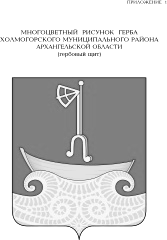 ПРИЛОЖЕНИЕ 1
МНОГОЦВЕТНЫЙ РИСУНОК ГЕРБА
ХОЛМОГОРСКОГО МУНИЦИПАЛЬНОГО РАЙОНА
АРХАНГЕЛЬСКОЙ ОБЛАСТИ
(гербовый щит)